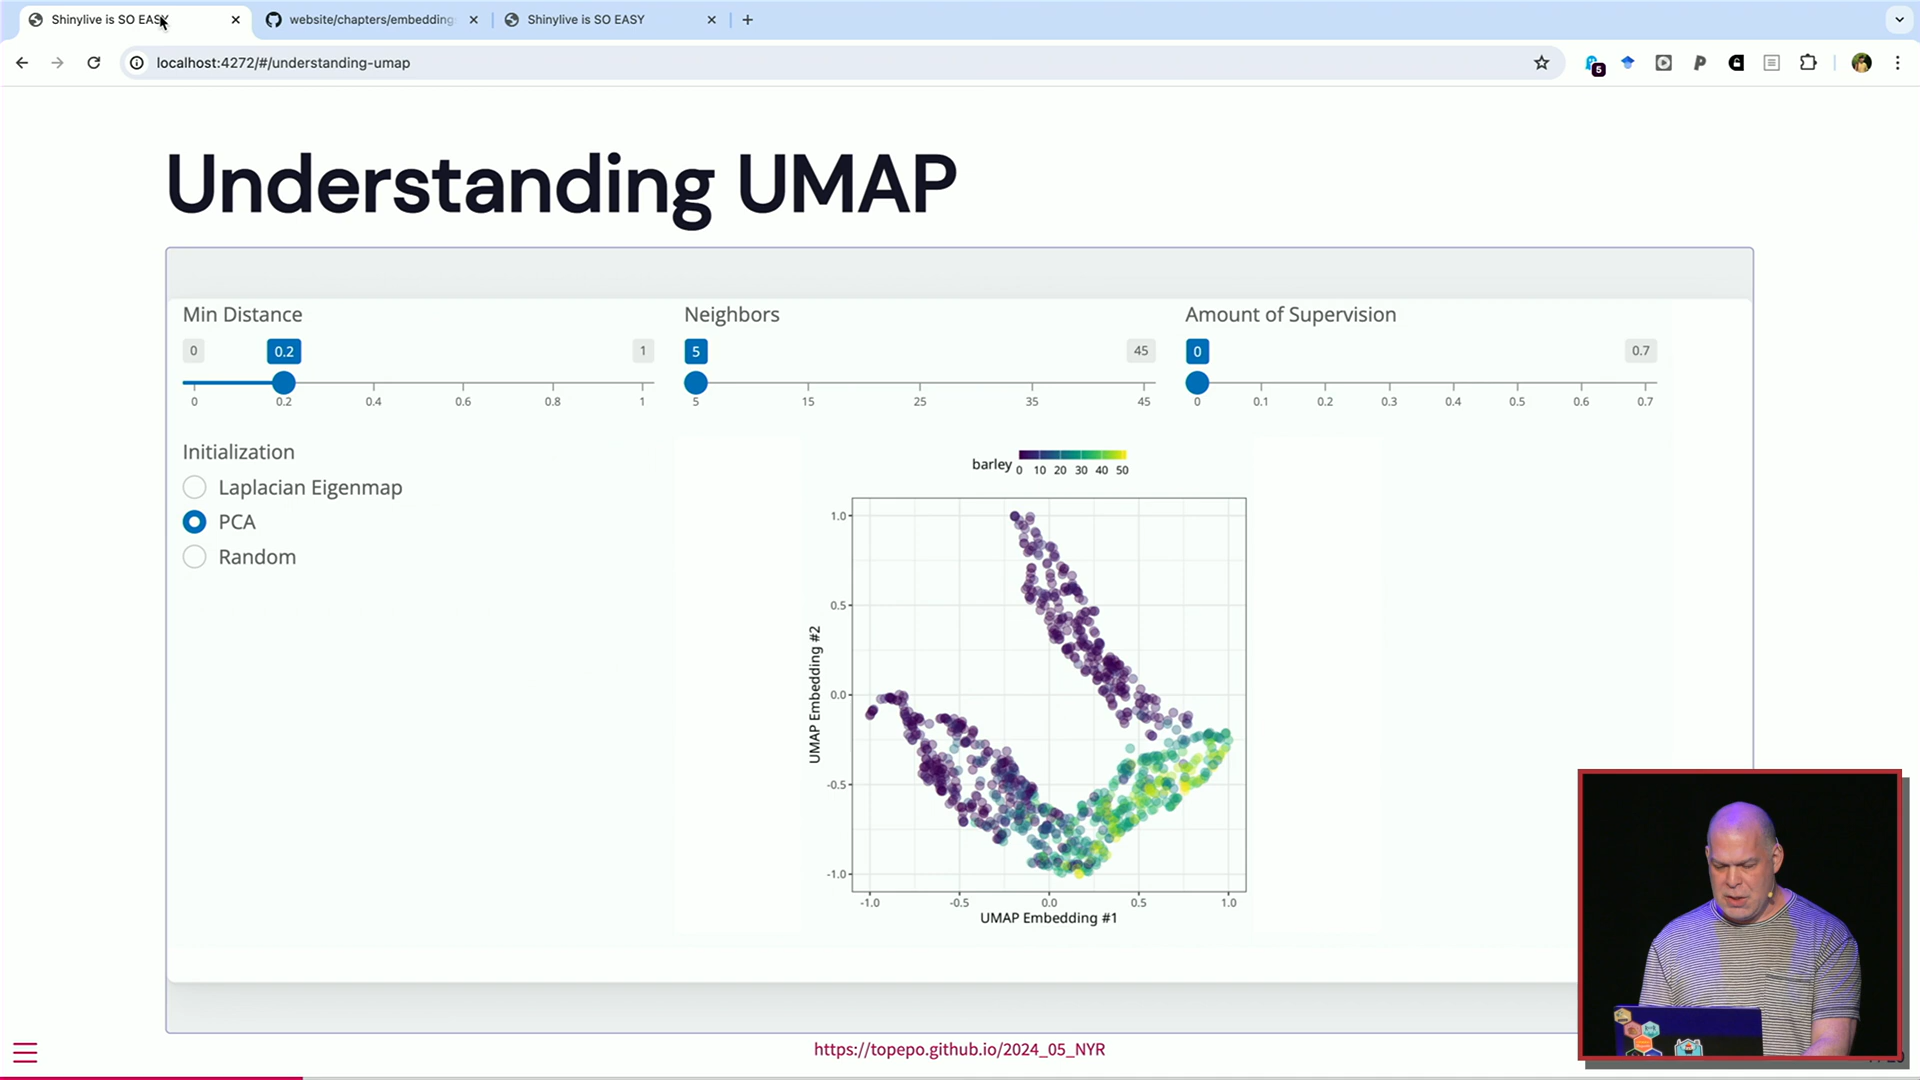 Shinylive is SO EASY
website/chapters/embedding
Shinylive is SO EASY
localhost:4272/#/understanding-umap
5
Understanding UMAP
Min Distance
0 0.2 1
0 0.2 0.4 0.6 0.8 1
Neighbors
5 45
5 15 25 35 45
Amount of Supervision
0 0.7
0 0.1 0.2 0.3 0.4 0.5 0.6 0.7
Initialization
Laplacian Eigenmap
PCA
Random
barley
0 10 20 30 40 50
1.0
0.5
0.0
-0.5
-1.0
UMAP Embedding #2
-1.0 -0.5 0.0 0.5 1.0
UMAP Embedding #1
https://topepo.github.io/2024_05_NYR